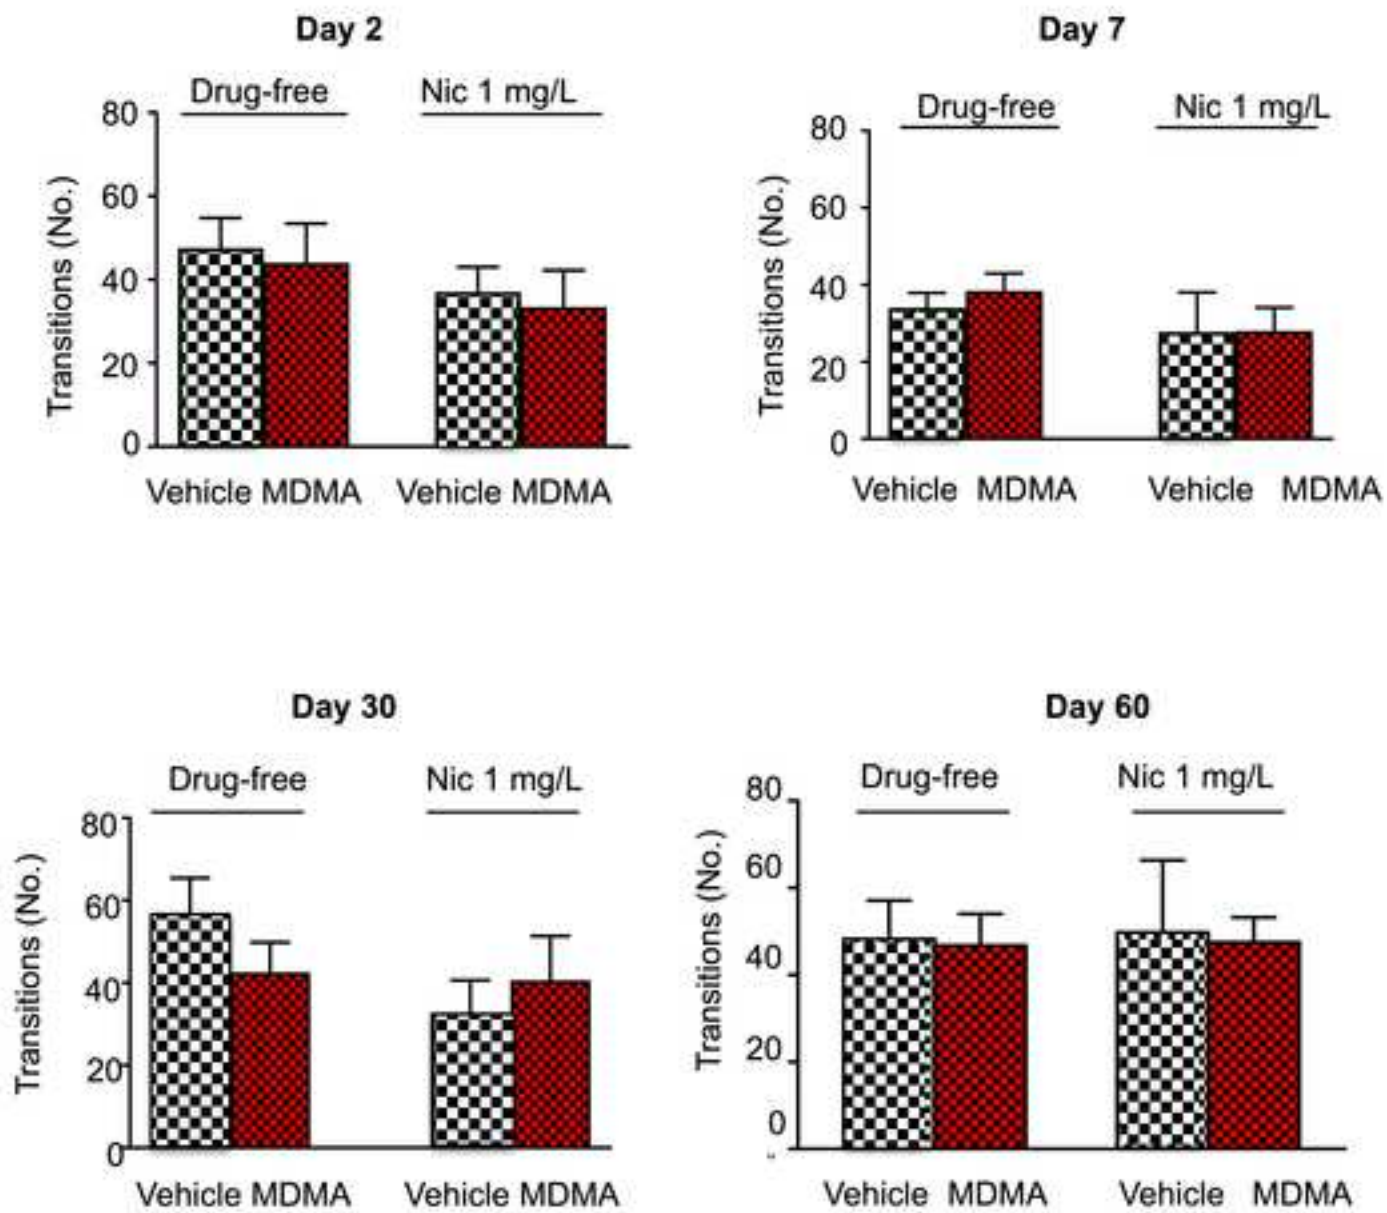 Day 2
Drug-free Nic 1 mg/L
80
60
40
20
0
Transitions (No.)
Vehicle MDMA Vehicle MDMA
Day 7
Drug-free Nic 1 mg/L
80
60
40
20
0
Transitions (No.)
Vehicle MDMA Vehicle MDMA
Day 30
Drug-free Nic 1 mg/L
80
60
40
20
0
Transitions (No.)
Vehicle MDMA Vehicle MDMA
Day 60
Drug-free Nic 1 mg/L
80
60
40
20
0
Transitions (No.)
Vehicle MDMA Vehicle MDMA